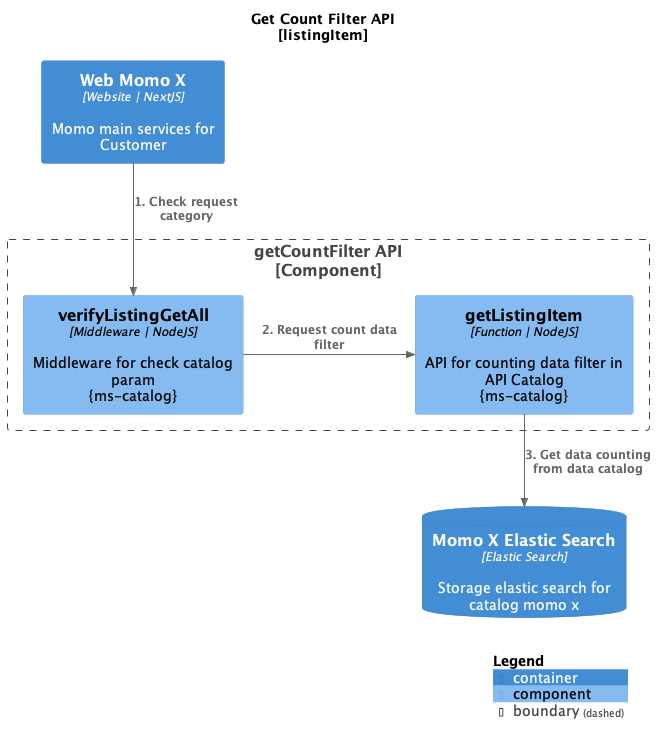 Get Count Filter API
[listingItem]
Web Momo X
[Website | NextJS]
Momo main services for
Customer
1. Check request
category
getCountFilter API
[Component]
verifyListingGetAll
[Middleware | NodeJS]
Middleware for check catalog
param
{ms-catalog}
2. Request count data
filter
getListingItem
[Function | NodeJS]
API for counting data filter in
API Catalog
{ms-catalog}
3. Get data counting
from data catalog
Momo X Elastic Search
[Elastic Search]
Storage elastic search for
catalog momo x
Legend
container
component
boundary (dashed)